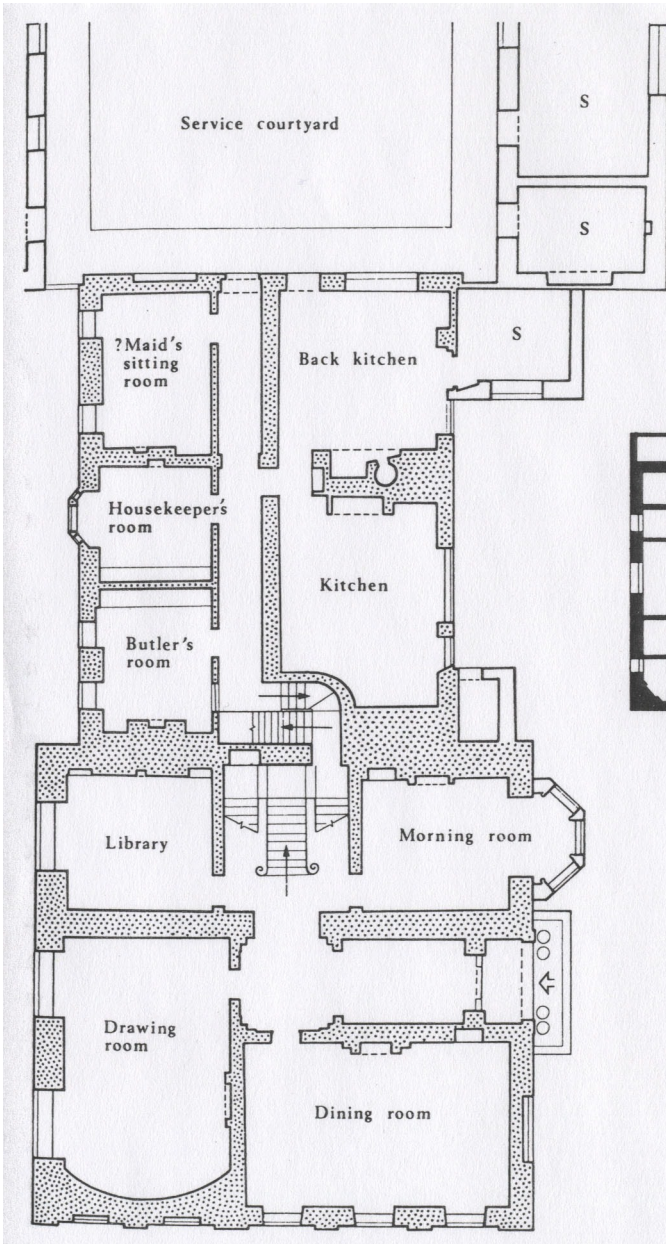 Service courtyard
S
S
?Maid's
sitting
room
Back kitchen
S
Housekeeper's
room
Kitchen
Butler's
room
Library
Morning room
Drawing
room
Dining room